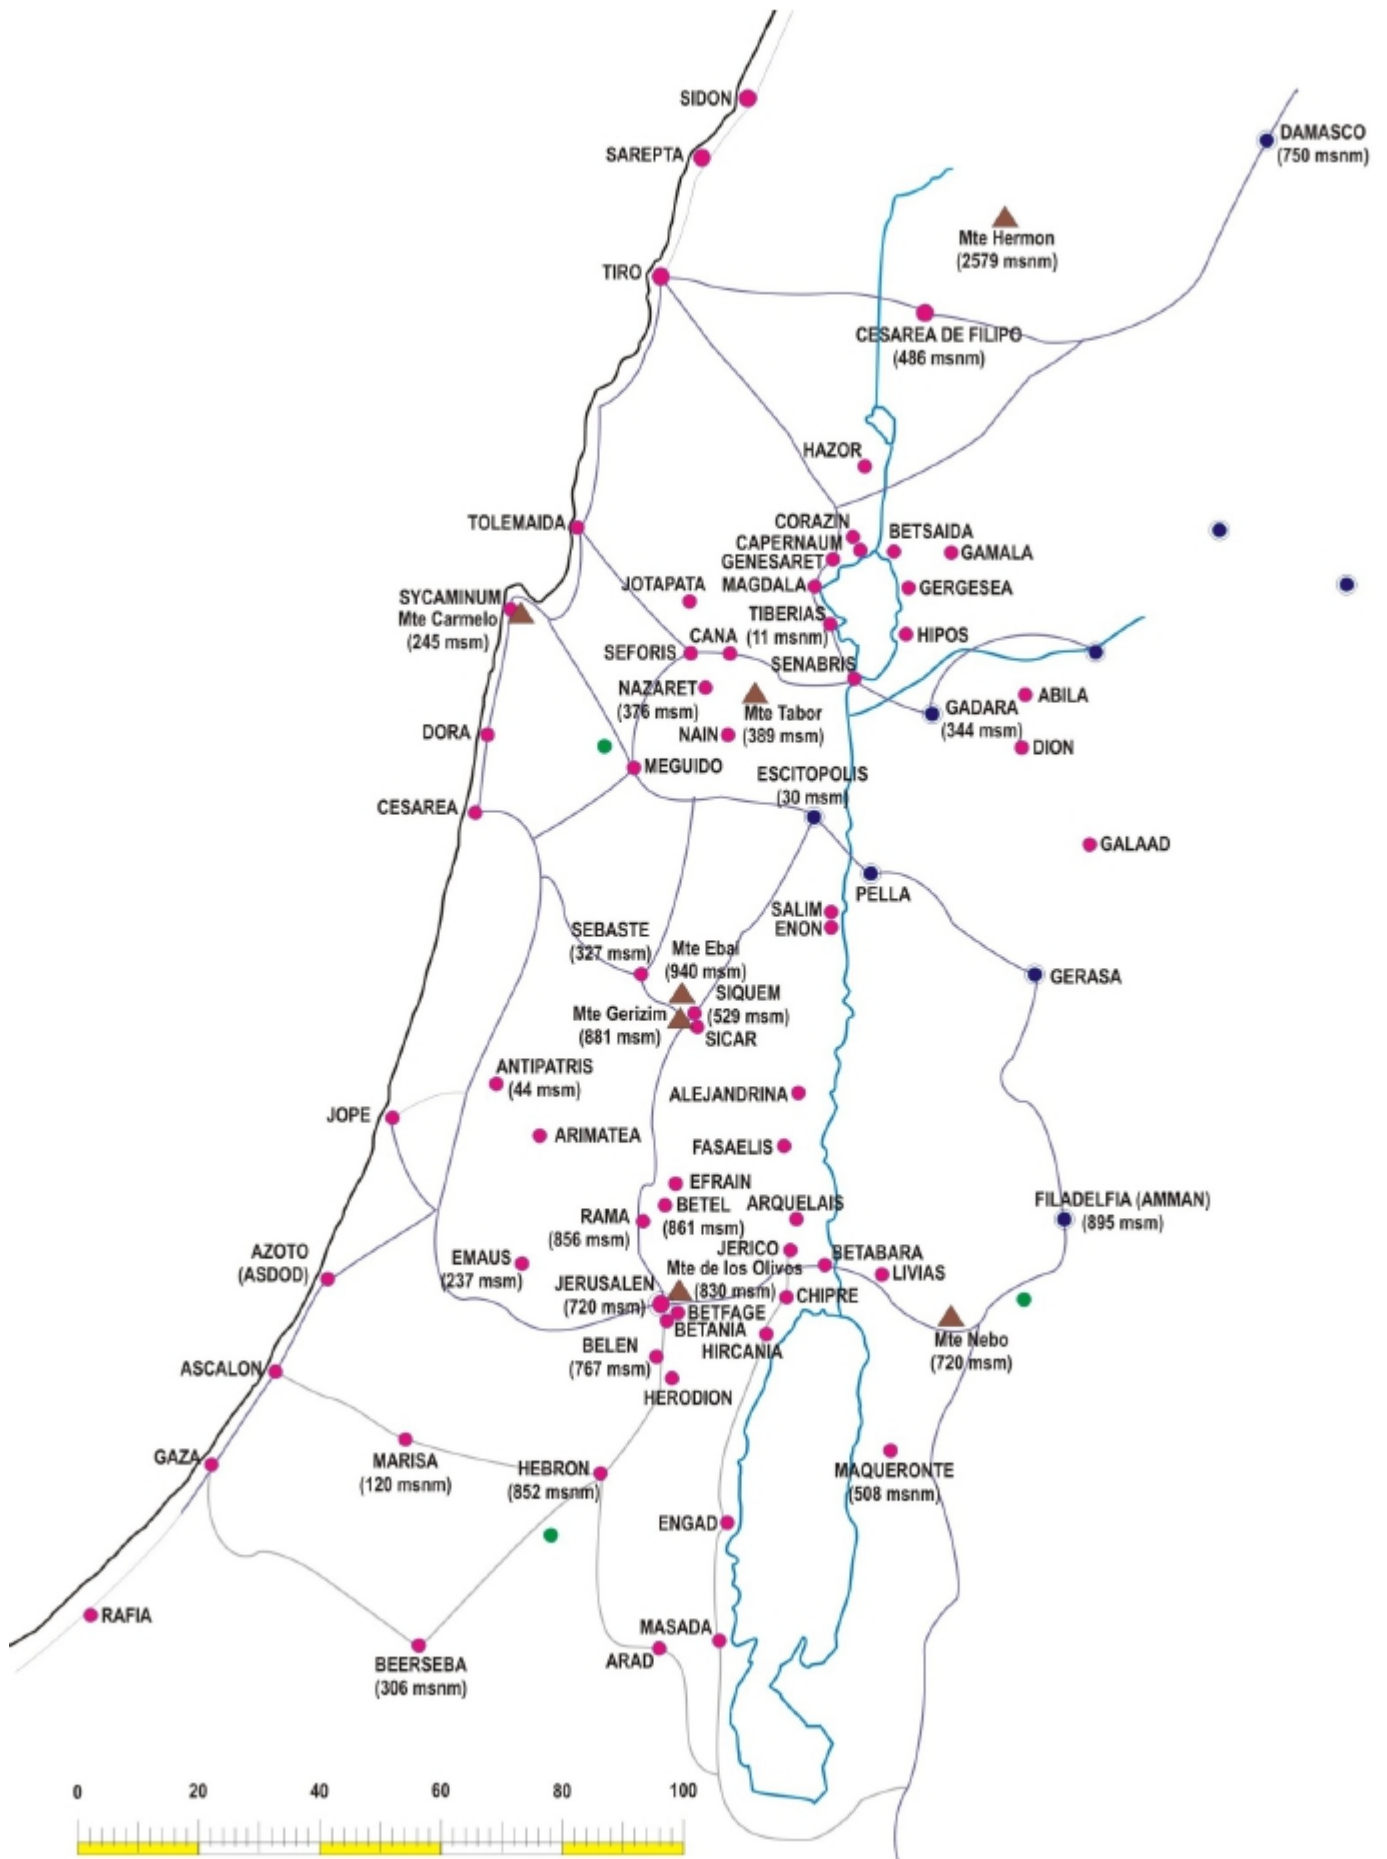 SIDON
DAMASCO
(750 msnm)
SAREPTA
Mte Hermon
(2579 msnm)
TIRO
CESAREA DE FILIPO
(486 msnm)
HAZOR
TOLEMAIDA
CORAZIN
BETSAIDA
CAPERNAUM
GAMALA
GENESARET
JOTAPATA
MAGDALA
GERGESEA
SYCAMINUM
Mte Carmelo
(245 msm)
TIBERIAS
(11 msnm)
HIPOS
SEFORIS
CANA
SENABRIS
NAZARET
(376 msm)
Mte Tabor
(389 msm)
GADARA
(344 msm)
ABILA
DORA
NAIN
DION
MEGUIDO
ESCITOPOLIS
(30 msm)
CESAREA
GALAAD
PELLA
SALIM
ENON
SEBASTE
(327 msm)
Mte Ebal
(940 msm)
GERASA
SIQUEM
(529 msm)
Mte Gerizim
(881 msm)
SICAR
ANTIPATRIS
(44 msm)
ALEJANDRINA
JOPE
ARIMATEA
FASAELIS
EFRAIN
BETEL
(861 msm)
ARQUELAIS
FILADELFIA (AMMAN)
(895 msm)
RAMA
(856 msm)
AZOTO
(ASDOD)
EMAUS
(237 msm)
JERICO
BETABARA
LIVIAS
Mte de los Olivos
(830 msm)
JERUSALEN
(720 msm)
CHIPRE
BETFAGE
BETANIA
HIRCANIA
Mte Nebo
(720 msm)
BELEN
(767 msm)
ASCALON
HERODION
GAZA
MARISA
(120 msnm)
HEBRON
(852 msnm)
MAQUERONTE
(508 msnm)
ENGAD
RAFIA
MASADA
ARAD
BEERSEBA
(306 msnm)
0 20 40 60 80 100